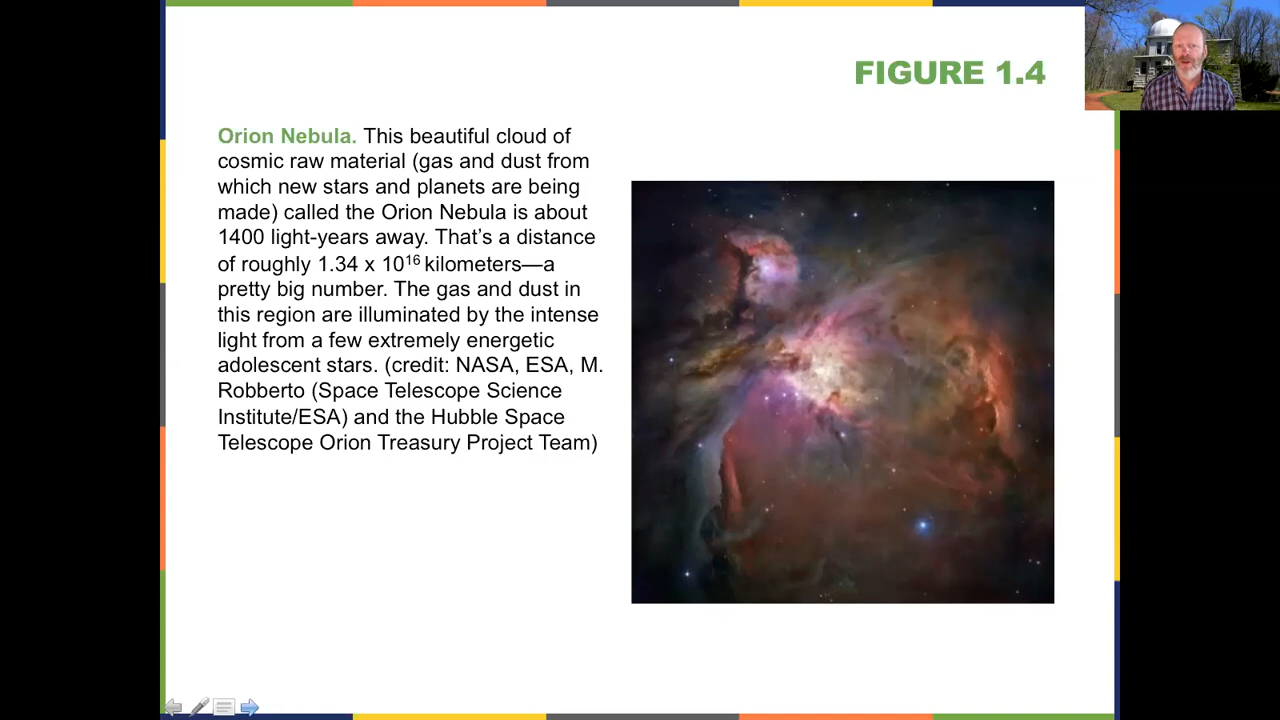 FIGURE 1.4
Orion Nebula. This beautiful cloud of
cosmic raw material (gas and dust from
which new stars and planets are being
made) called the Orion Nebula is about
1400 light-years away. That’s a distance
of roughly 1.34 x 10¹⁶ kilometers—a
pretty big number. The gas and dust in
this region are illuminated by the intense
light from a few extremely energetic
adolescent stars. (credit: NASA, ESA, M.
Robberto (Space Telescope Science
Institute/ESA) and the Hubble Space
Telescope Orion Treasury Project Team)